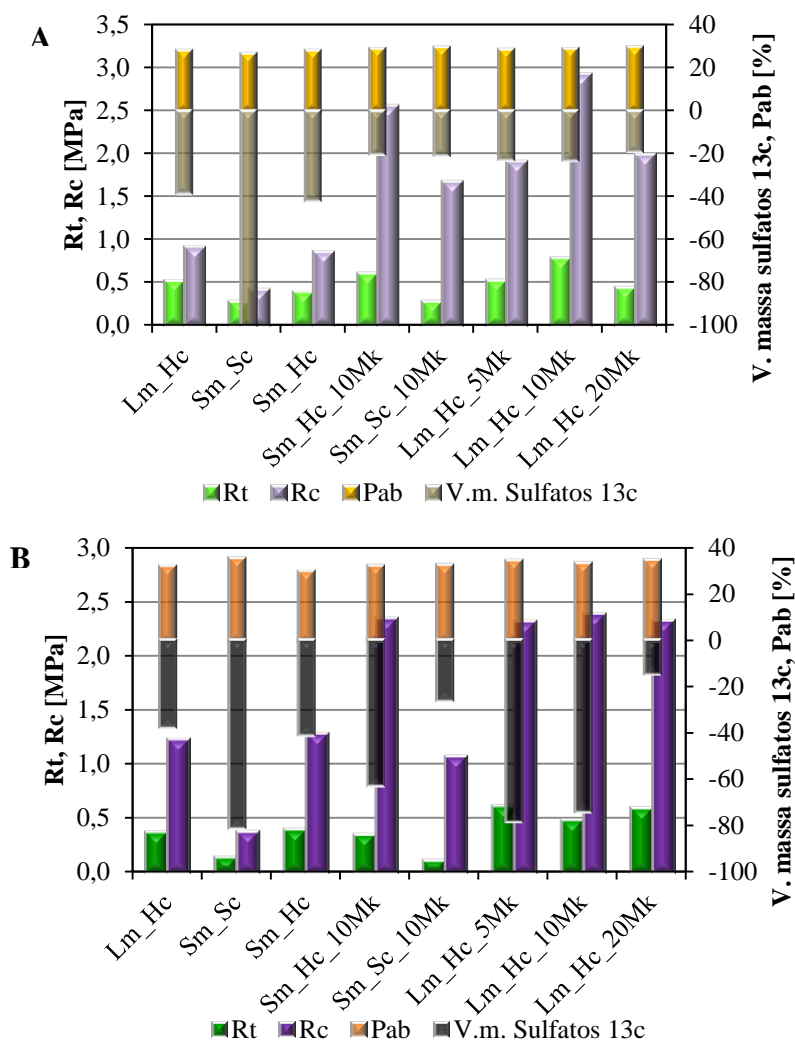 A
Rt, Rc [MPa]
3,5
3,0
2,5
2,0
1,5
1,0
0,5
0,0
40
20
0
-20
-40
-60
-80
-100
V. massa sulfatos 13c, Pab [%]
Lm_Hc
Sm_Sc
Sm_Hc
Sm_Hc_10Mk
Sm_Sc_10Mk
Lm_Hc_5Mk
Lm_Hc_10Mk
Lm_Hc_20Mk
Rt Rc Pab V.m. Sulfatos 13c
B
Rt, Rc [MPa]
3,0
2,5
2,0
1,5
1,0
0,5
0,0
40
20
0
-20
-40
-60
-80
-100
V. massa sulfatos 13c, Pab [%]
Lm_Hc
Sm_Sc
Sm_Hc
Sm_Hc_10Mk
Sm_Sc_10Mk
Lm_Hc_5Mk
Lm_Hc_10Mk
Lm_Hc_20Mk
Rt Rc Pab V.m. Sulfatos 13c